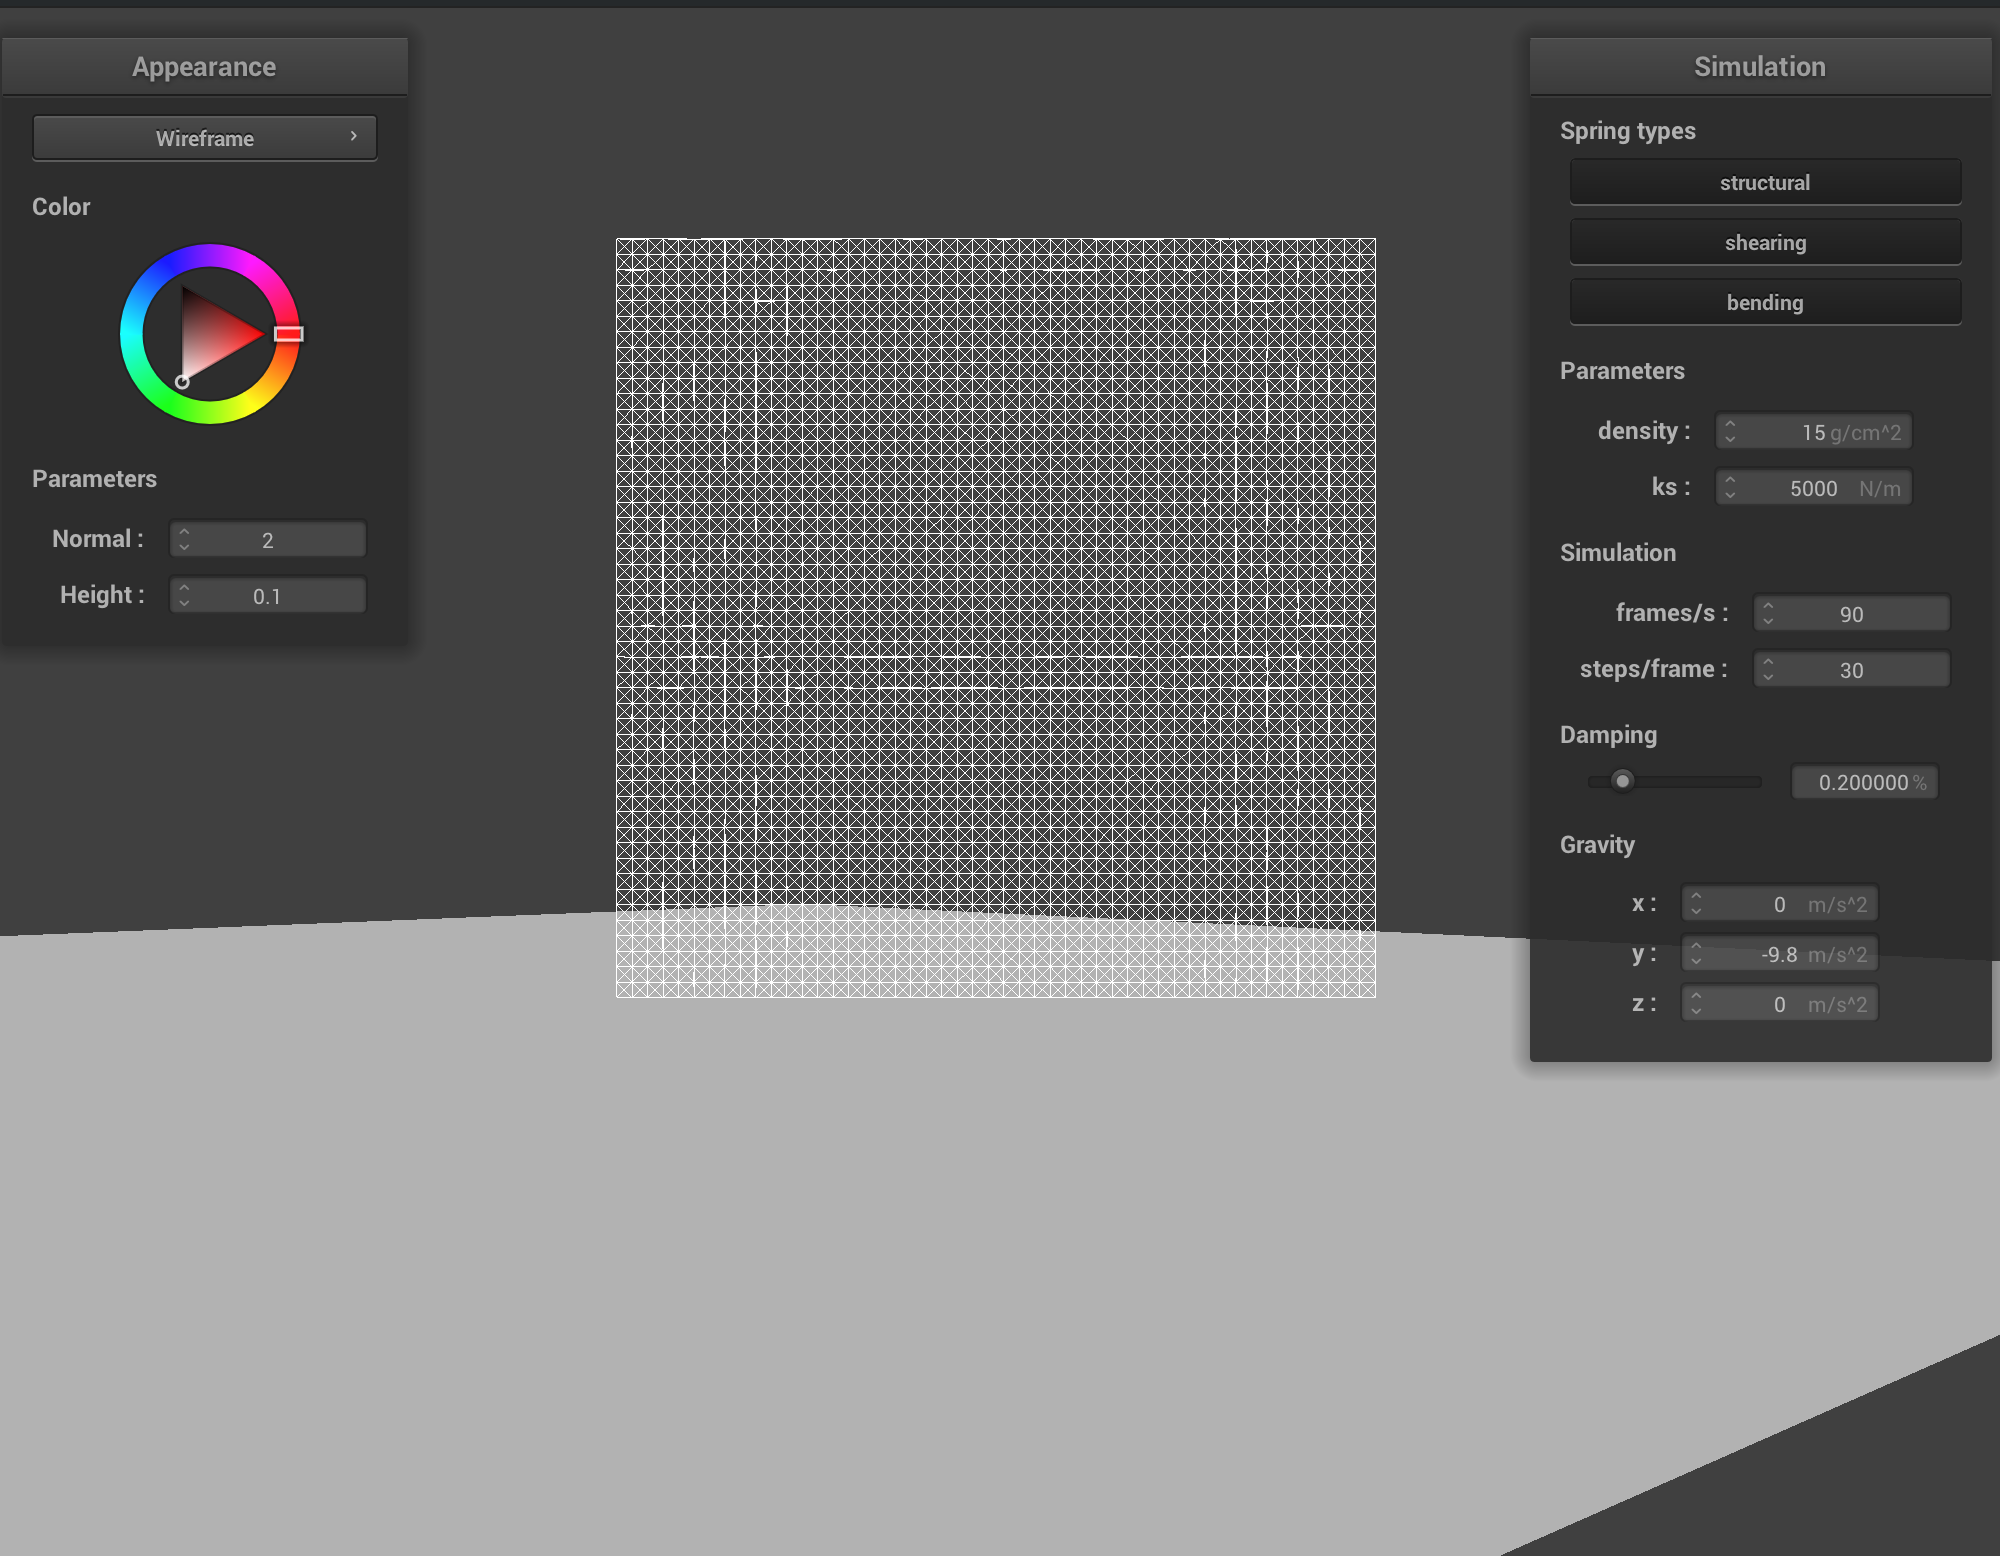 Appearance
Wireframe
Color
Parameters
Normal : 2
Height : 0.1
Simulation
Spring types
structural
shearing
bending
Parameters
density : 15 g/cm^2
ks : 5000 N/m
Simulation
frames/s : 90
steps/frame : 30
Damping
0.200000 %
Gravity
x : 0 m/s^2
y : -9.8 m/s^2
z : 0 m/s^2